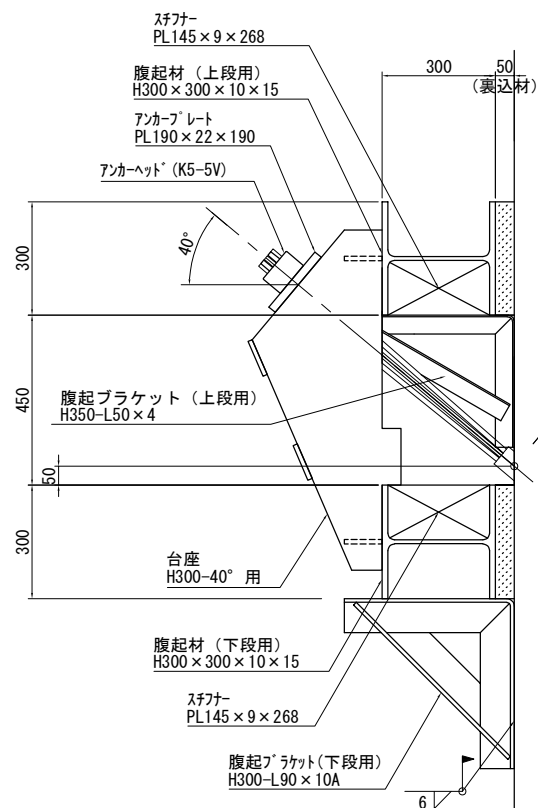 スチフナー
PL145×9×268
腹起材（上段用）
H300×300×10×15
アンカープレート
PL190×22×190
アンカーヘッド(K5-5V)
300
50
(裏込材)
40°
300
450
50
300
腹起ブラケット（上段用）
H350-L50×4
台座
H300-40°用
腹起材（下段用）
H300×300×10×15
スチフナー
PL145×9×268
腹起ブラケット(下段用)
H300-L90×10A
6